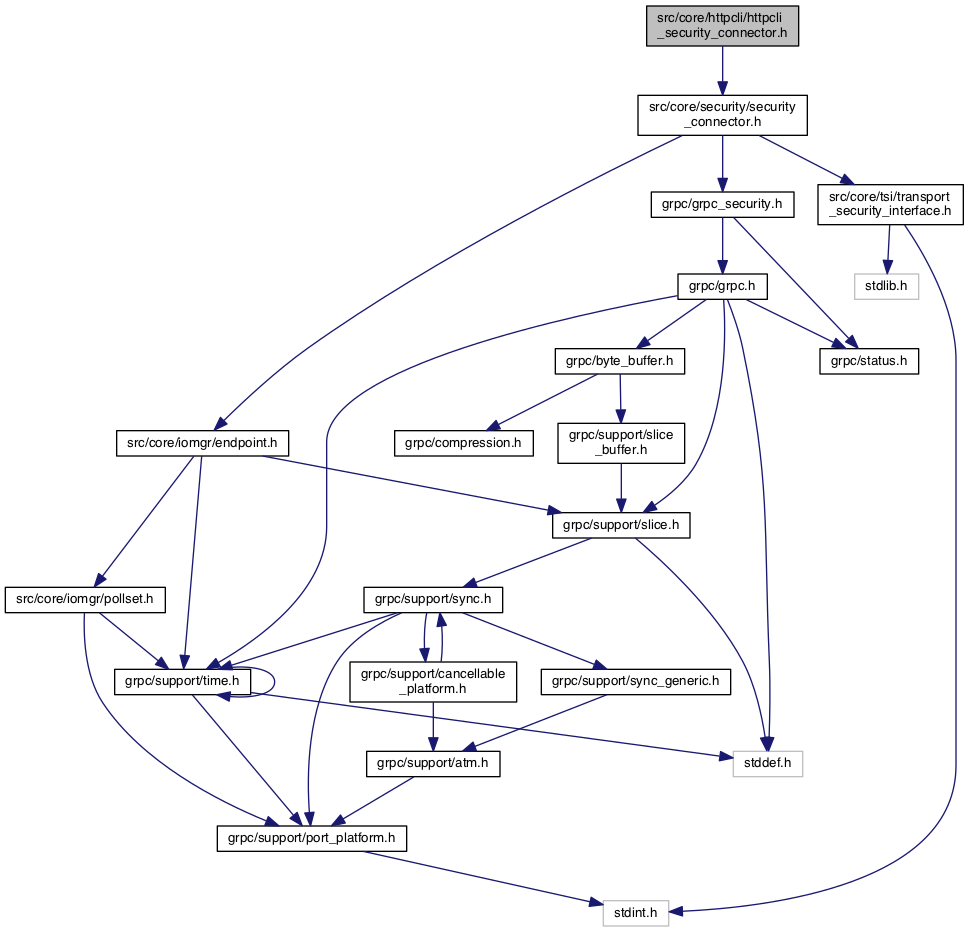 src/core/httpcli/httpcli
_security_connector.h
src/core/security/security
_connector.h
grpc/grpc_security.h
src/core/tsi/transport
_security_interface.h
grpc/grpc.h
stdlib.h
grpc/byte_buffer.h
grpc/status.h
src/core/iomgr/endpoint.h
grpc/compression.h
grpc/support/slice
_buffer.h
grpc/support/slice.h
src/core/iomgr/pollset.h
grpc/support/sync.h
grpc/support/time.h
grpc/support/cancellable
_platform.h
grpc/support/sync_generic.h
grpc/support/atm.h
stddef.h
grpc/support/port_platform.h
stdint.h